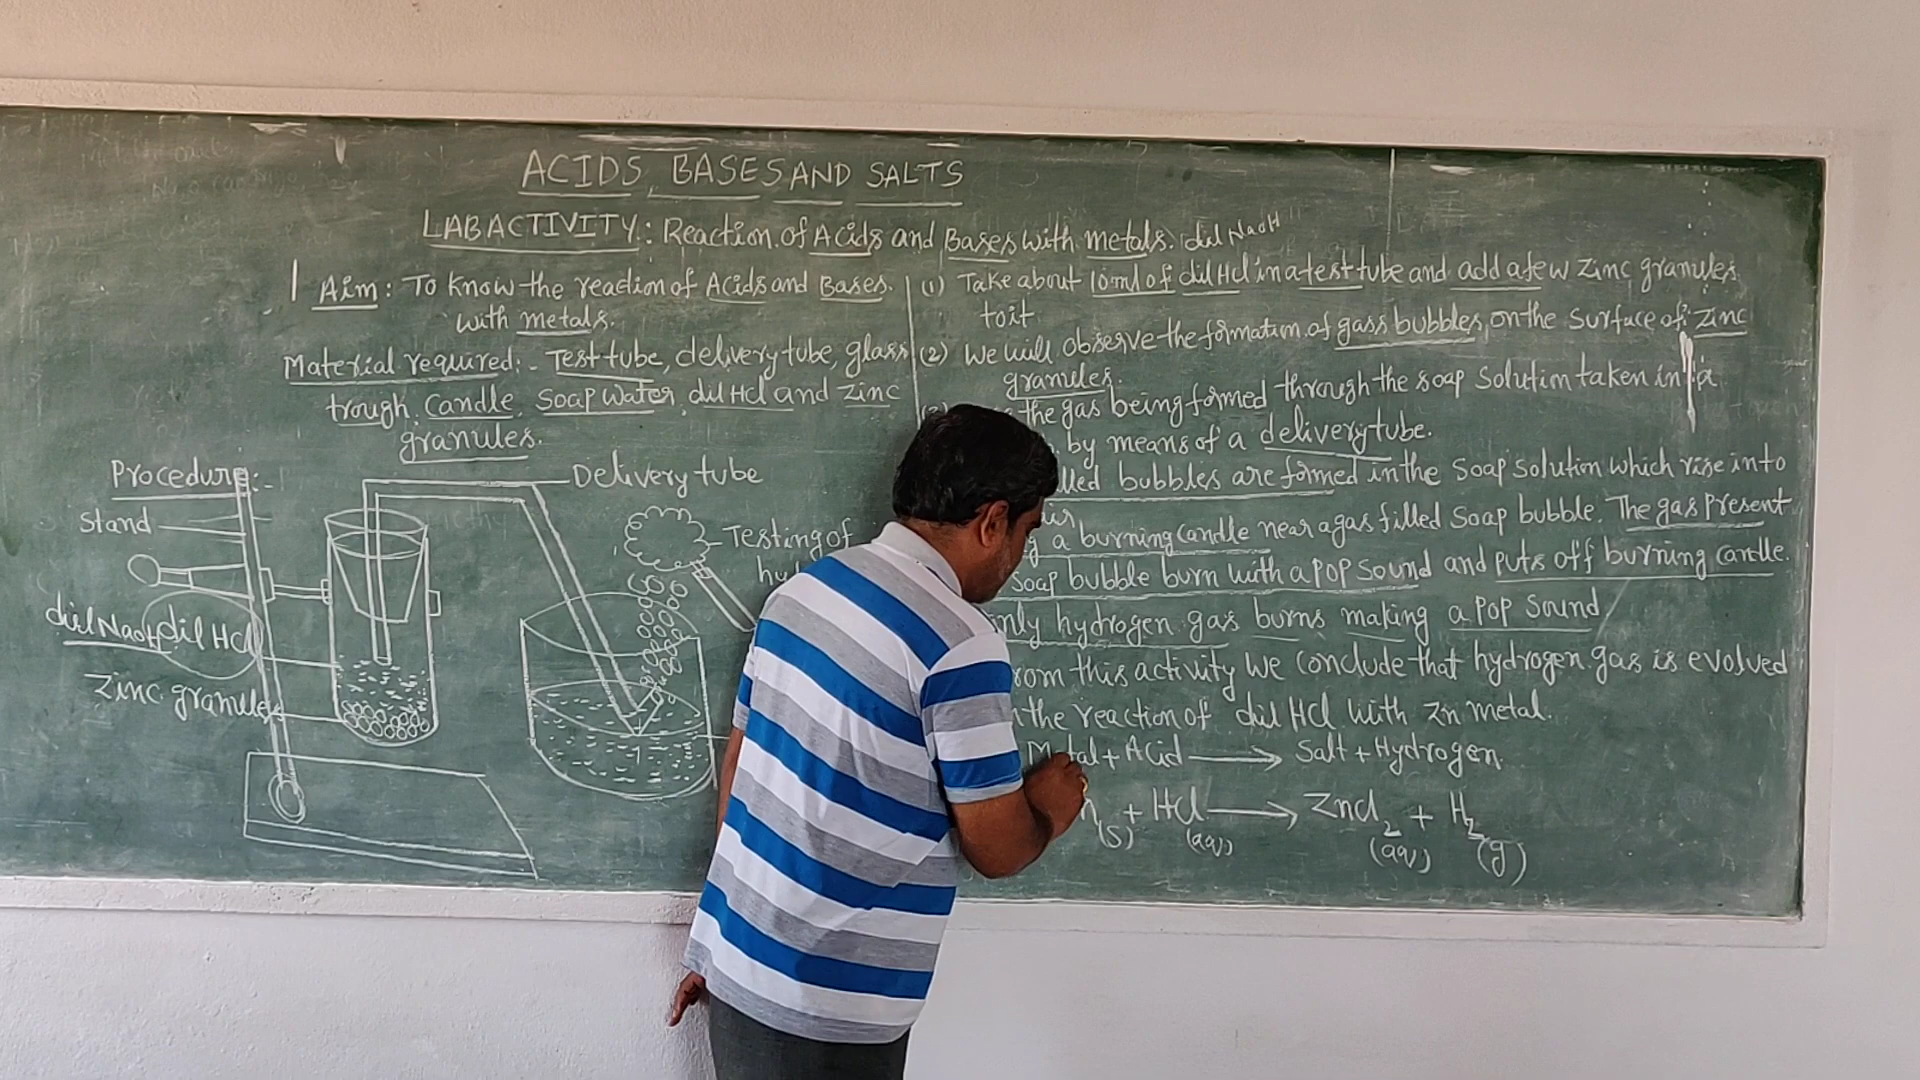 ACIDS, BASES AND SALTS
LAB ACTIVITY: Reaction of Acids and Bases with metals. dil NaoH
Aim: To know the reaction of Acids and Bases.
with metals.
Material required:- Test tube, delivery tube, glass
trough, Candle, Soap Water, dil Hcl and Zinc
granules.
Procedure:-
Delivery tube
Stand
Testing of
dil NaoH dil Hcl
Zinc granules
(1) Take about 10ml of dil Hcl in a test tube and add a few Zinc granules
to it
(2) We will observe the formation of gass bubbles, on the surface of Zinc
granules.
the gas being formed through the soap solution taken in a
by means of a delivery tube.
bubbles are formed in the Soap solution which rise into
a burning candle near a gas filled Soap bubble. The gas present
Soap bubble burn with a pop sound and puts off burning candle.
hydrogen gas burns making a pop sound
this activity we conclude that hydrogen gas is evolved
the reaction of dil Hcl with Zn metal.
Metal + Acid → Salt + Hydrogen
(s) + Hcl (aq) → Zncl2 (aq) + H2 (g)